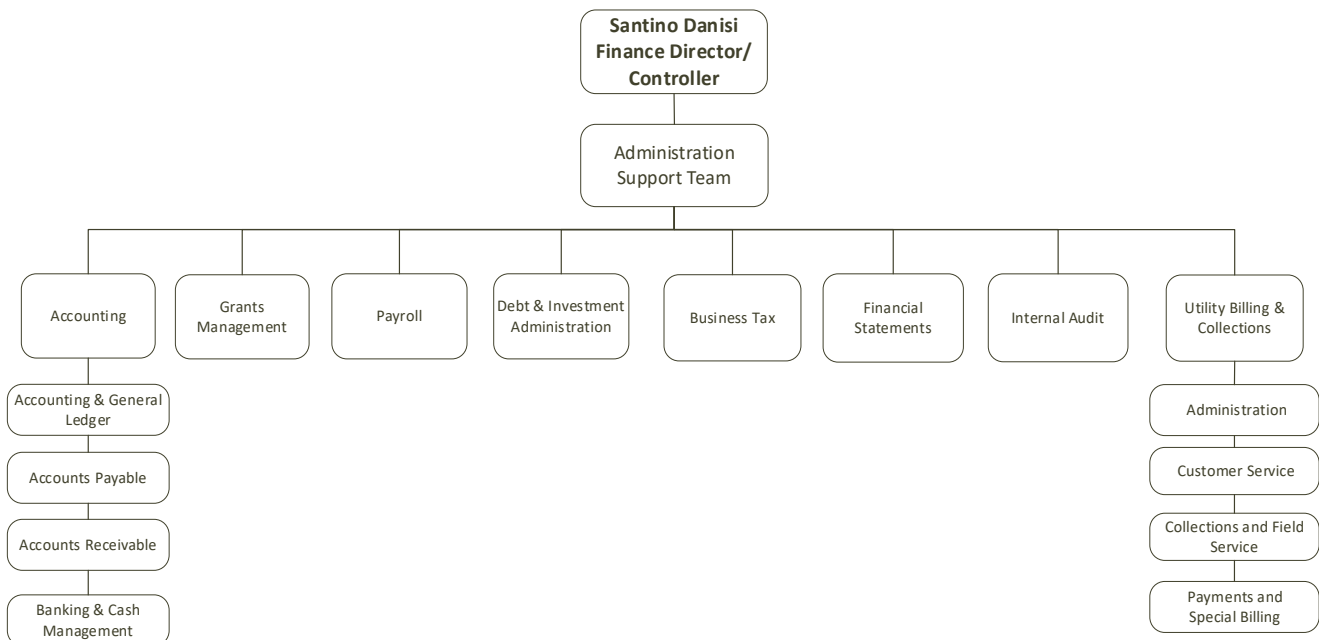 Santino Danisi
Finance Director/
Controller
Administration
Support Team
Accounting
Grants
Management
Payroll
Debt & Investment
Administration
Business Tax
Financial
Statements
Internal Audit
Utility Billing &
Collections
Accounting & General
Ledger
Accounts Payable
Accounts Receivable
Banking & Cash
Management
Administration
Customer Service
Collections and Field
Service
Payments and
Special Billing